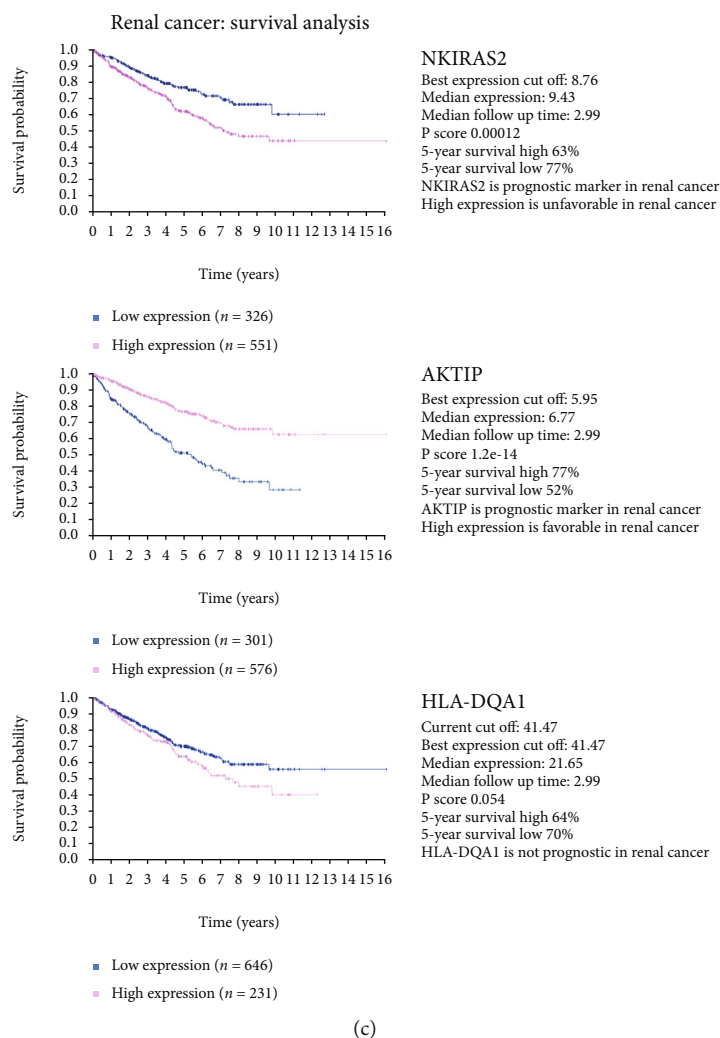 Renal cancer: survival analysis
Survival probability
1.0
0.9
0.8
0.7
0.6
0.5
0.4
0.3
0.2
0.1
0.0
0 1 2 3 4 5 6 7 8 9 10 11 12 13 14 15 16
Time (years)
Low expression (n = 326)
High expression (n = 551)
NKIRAS2
Best expression cut off: 8.76
Median expression: 9.43
Median follow up time: 2.99
P score 0.00012
5-year survival high 63%
5-year survival low 77%
NKIRAS2 is prognostic marker in renal cancer
High expression is unfavorable in renal cancer
Survival probability
1.0
0.9
0.8
0.7
0.6
0.5
0.4
0.3
0.2
0.1
0.0
0 1 2 3 4 5 6 7 8 9 10 11 12 13 14 15 16
Time (years)
Low expression (n = 301)
High expression (n = 576)
AKTIP
Best expression cut off: 5.95
Median expression: 6.77
Median follow up time: 2.99
P score 1.2e-14
5-year survival high 77%
5-year survival low 52%
AKTIP is prognostic marker in renal cancer
High expression is favorable in renal cancer
Survival probability
1.0
0.9
0.8
0.7
0.6
0.5
0.4
0.3
0.2
0.1
0.0
0 1 2 3 4 5 6 7 8 9 10 11 12 13 14 15 16
Time (years)
Low expression (n = 646)
High expression (n = 231)
HLA-DQA1
Current cut off: 41.47
Best expression cut off: 41.47
Median expression: 21.65
Median follow up time: 2.99
P score 0.054
5-year survival high 64%
5-year survival low 70%
HLA-DQA1 is not prognostic in renal cancer
(c)